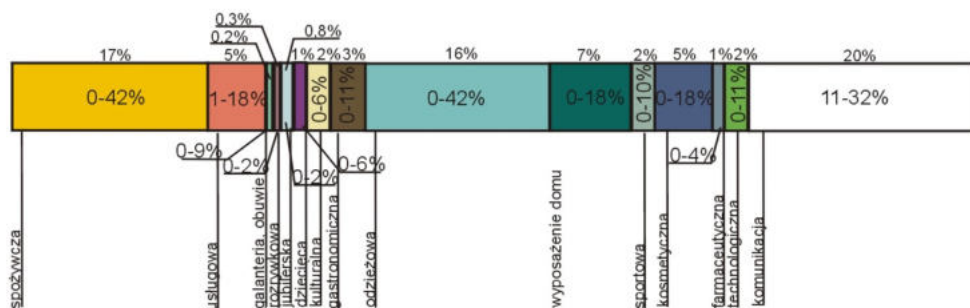 0.3%
0.2%
0.8%
17%
5%
1%
2%
3%
16%
7%
2%
5%
1%
2%
20%
0-42%
1-18%
0-6%
0-11%
0-42%
0-18%
0-10%
0-18%
0-11%
11-32%
0-9%
0-2%
0-2%
0-6%
0-4%
spożywcza
usługowa
galanteria, obuwie
rozrywkowa
jubilerska
dziecięca
kulturalna
gastronomiczna
odzieżowa
wyposażenie domu
sportowa
kosmetyczna
farmaceutyczna
technologiczna
komunikacja